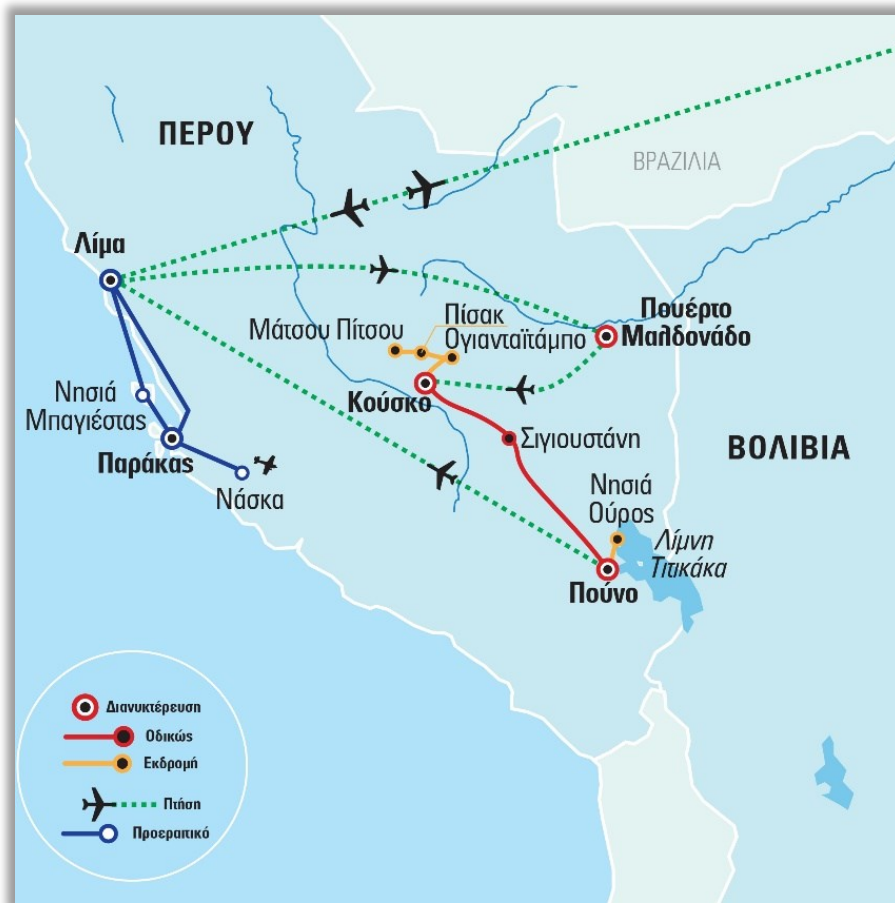 ΠΕΡΟΥ
ΒΡΑΖΙΛΙΑ
Λίμα
Πουέρτο
Μαλδονάδο
Μάτσου Πίτσου
Πίσακ
Ογιανταϊτάμπο
Κούσκο
Νησιά
Μπαγιέστας
Παράκας
Νάσκα
Σιγιουστάνη
ΒΟΛΙΒΙΑ
Νησιά
Ούρος
Λίμνη
Τιτικάκα
Πούνο
Διανυκτέρευση
Οδικώς
Εκδρομή
Πτήση
Προεραιτικό